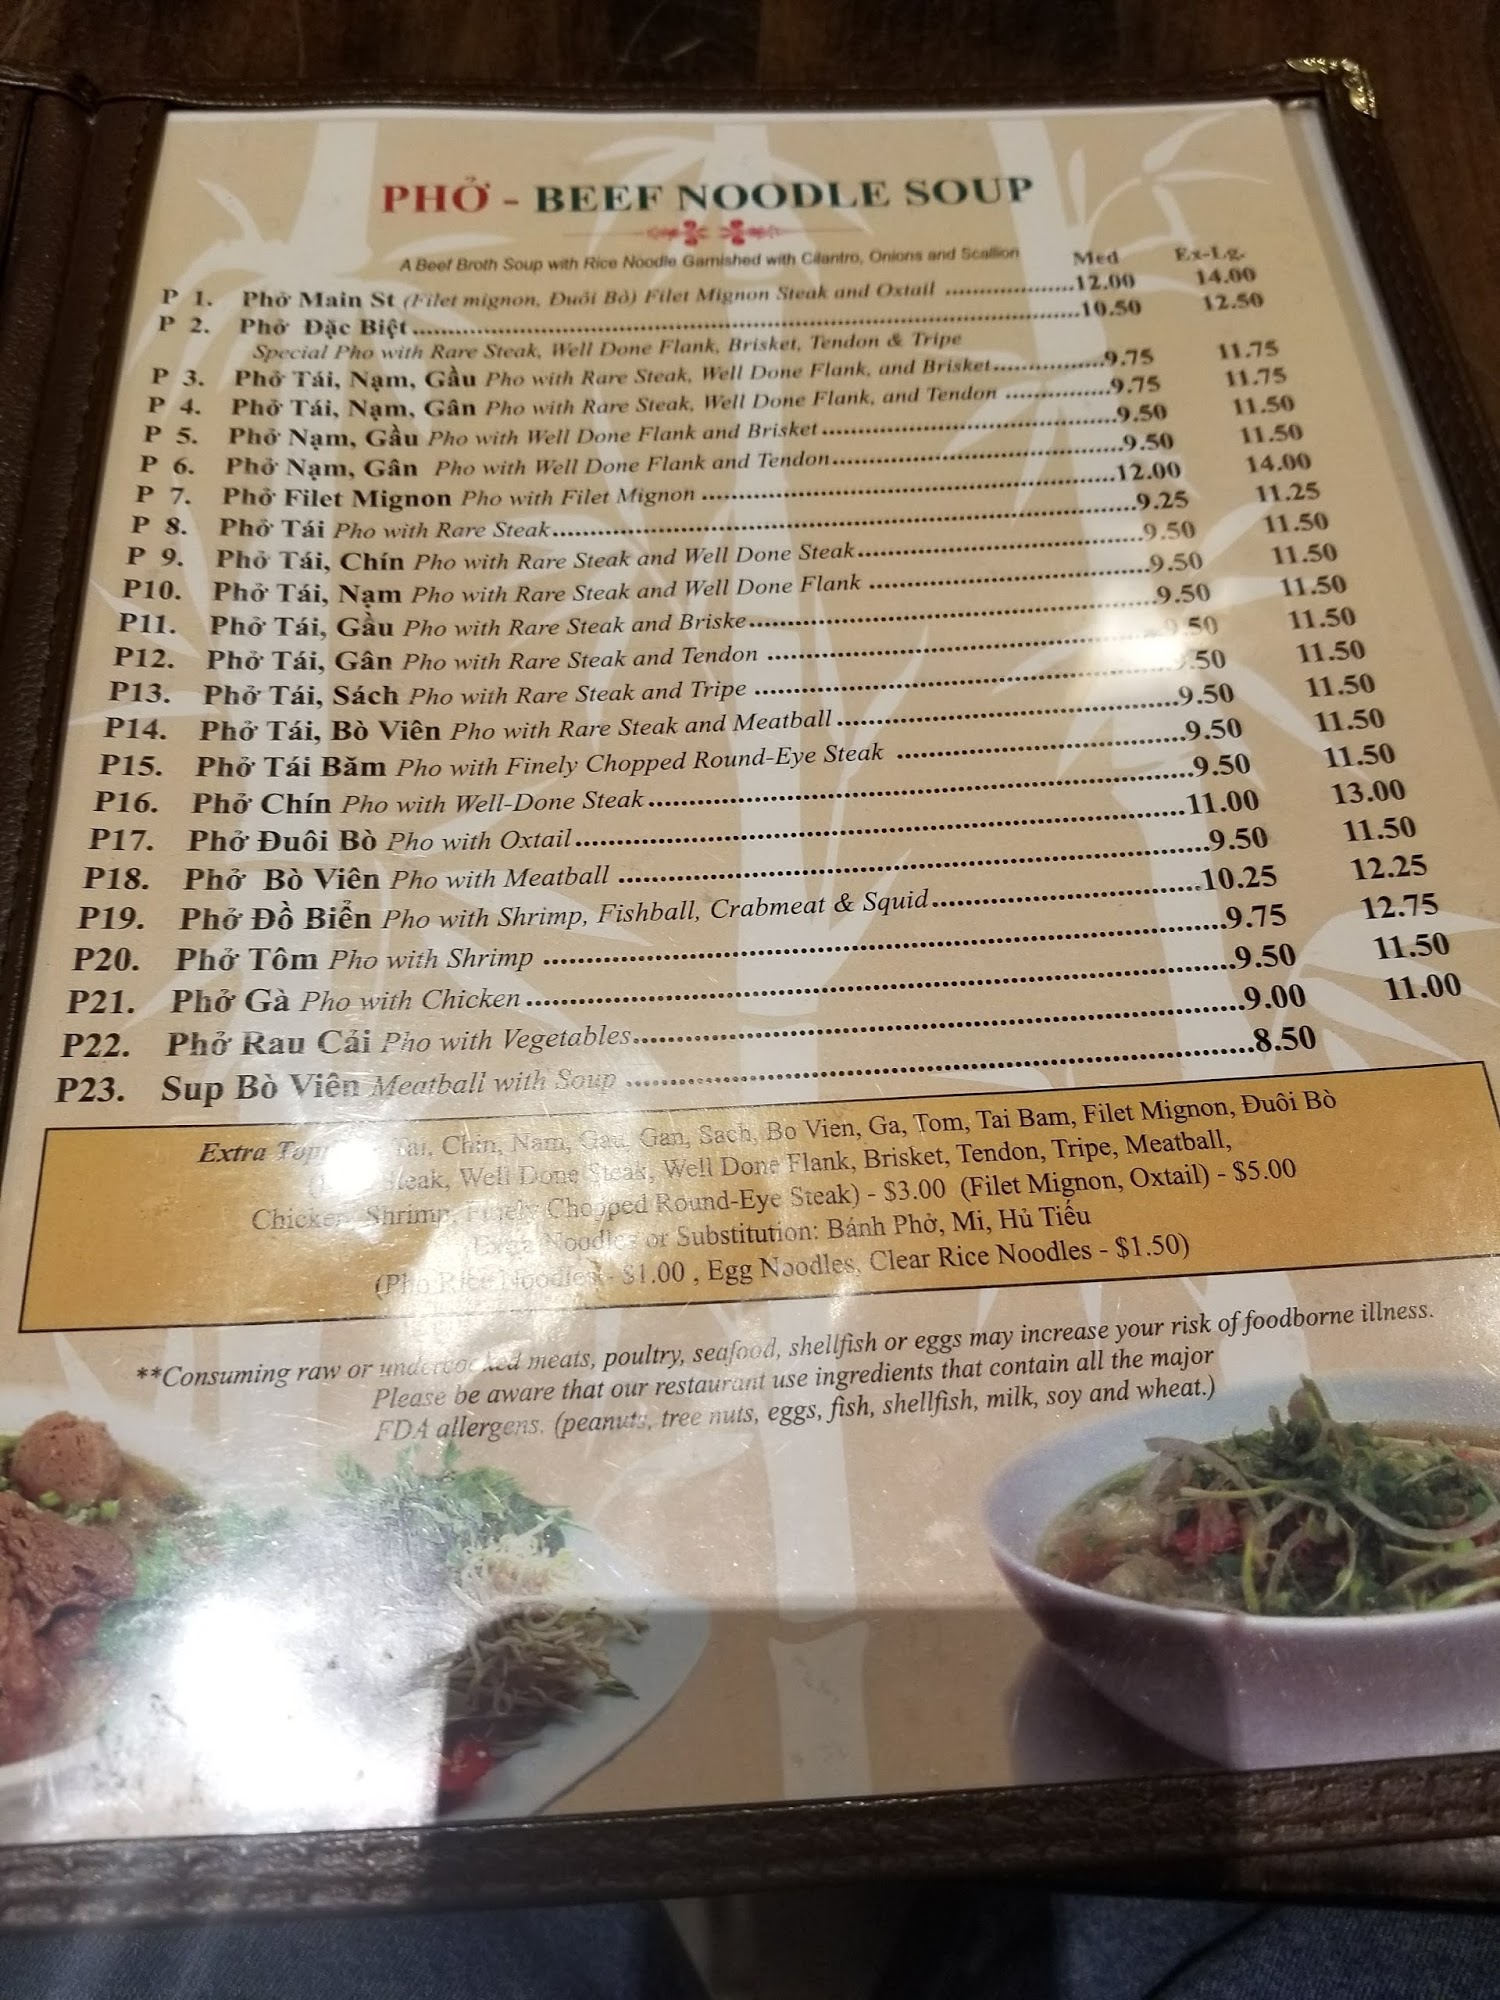 PHỞ - BEEF NOODLE SOUP
A Beef Broth Soup with Rice Noodle Garnished with Cilantro, Onions and Scallion Med Ex-Lg.
P 1. Phở Main St (Filet mignon, Đuôi Bò) Filet Mignon Steak and Oxtail ....................12.00 14.00
P 2. Phở Đặc Biệt....................10.50 12.50
Special Pho with Rare Steak, Well Done Flank, Brisket, Tendon & Tripe
P 3. Phở Tái, Nạm, Gầu Pho with Rare Steak, Well Done Flank, and Brisket....................9.75 11.75
P 4. Phở Tái, Nạm, Gân Pho with Rare Steak, Well Done Flank, and Tendon ....................9.75 11.75
P 5. Phở Nạm, Gầu Pho with Well Done Flank and Brisket....................9.50 11.50
P 6. Phở Nạm, Gân Pho with Well Done Flank and Tendon....................9.50 11.50
P 7. Phở Filet Mignon Pho with Filet Mignon ....................12.00 14.00
P 8. Phở Tái Pho with Rare Steak....................9.25 11.25
P 9. Phở Tái, Chín Pho with Rare Steak and Well Done Steak....................9.50 11.50
P10. Phở Tái, Nạm Pho with Rare Steak and Well Done Flank ....................9.50 11.50
P11. Phở Tái, Gầu Pho with Rare Steak and Briske....................9.50 11.50
P12. Phở Tái, Gân Pho with Rare Steak and Tendon ....................9.50 11.50
P13. Phở Tái, Sách Pho with Rare Steak and Tripe ....................9.50 11.50
P14. Phở Tái, Bò Viên Pho with Rare Steak and Meatball ....................9.50 11.50
P15. Phở Tái Băm Pho with Finely Chopped Round-Eye Steak ....................9.50 11.50
P16. Phở Chín Pho with Well-Done Steak....................9.50 11.50
P17. Phở Đuôi Bò Pho with Oxtail....................11.00 13.00
P18. Phở Bò Viên Pho with Meatball ....................9.50 11.50
P19. Phở Đồ Biển Pho with Shrimp, Fishball, Crabmeat & Squid....................10.25 12.25
P20. Phở Tôm Pho with Shrimp ....................9.75 12.75
P21. Phở Gà Pho with Chicken....................9.50 11.50
P22. Phở Rau Cải Pho with Vegetables....................9.00 11.00
P23. Sup Bò Viên Meatball with Soup ....................8.50
Extra Tai, Chin, Nam, Gau, Gan, Sach, Bo Vien, Ga, Tom, Tai Bam, Filet Mignon, Đuôi Bò
Steak, Well Done Steak, Well Done Flank, Brisket, Tendon, Tripe, Meatball,
Chicken, Shrimp, Finely Chopped Round-Eye Steak) - $3.00 (Filet Mignon, Oxtail) - $5.00
Extra Noodles or Substitution: Bánh Phở, Mi, Hủ Tiếu
(Pho Rice Noodles - $1.00 , Egg Noodles, Clear Rice Noodles - $1.50)
**Consuming raw or undercooked meats, poultry, seafood, shellfish or eggs may increase your risk of foodborne illness.
Please be aware that our restaurant use ingredients that contain all the major
FDA allergens. (peanuts, tree nuts, eggs, fish, shellfish, milk, soy and wheat.)